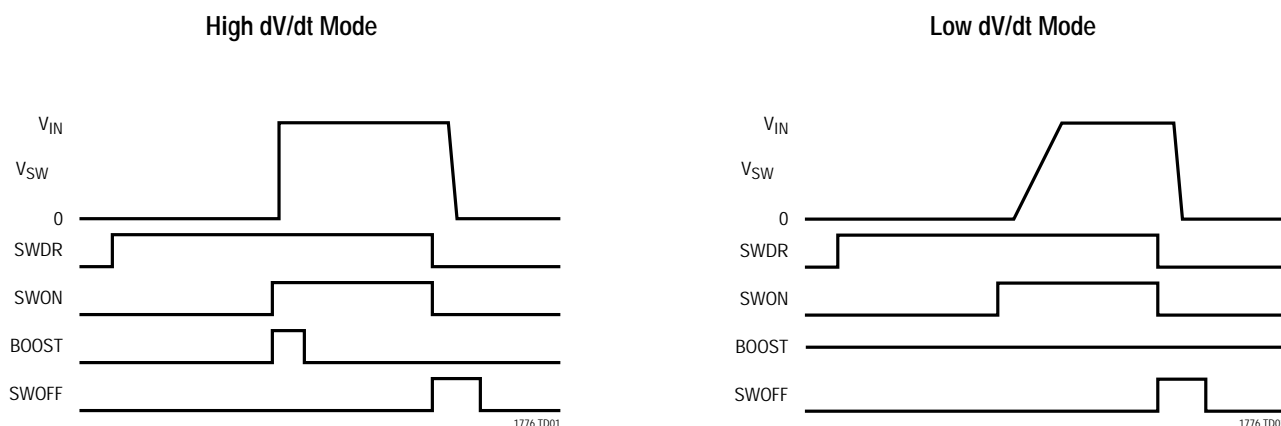 High dV/dt Mode
VIN
VSW
0
SWDR
SWON
BOOST
SWOFF
1776 TD01
Low dV/dt Mode
VIN
VSW
0
SWDR
SWON
BOOST
SWOFF